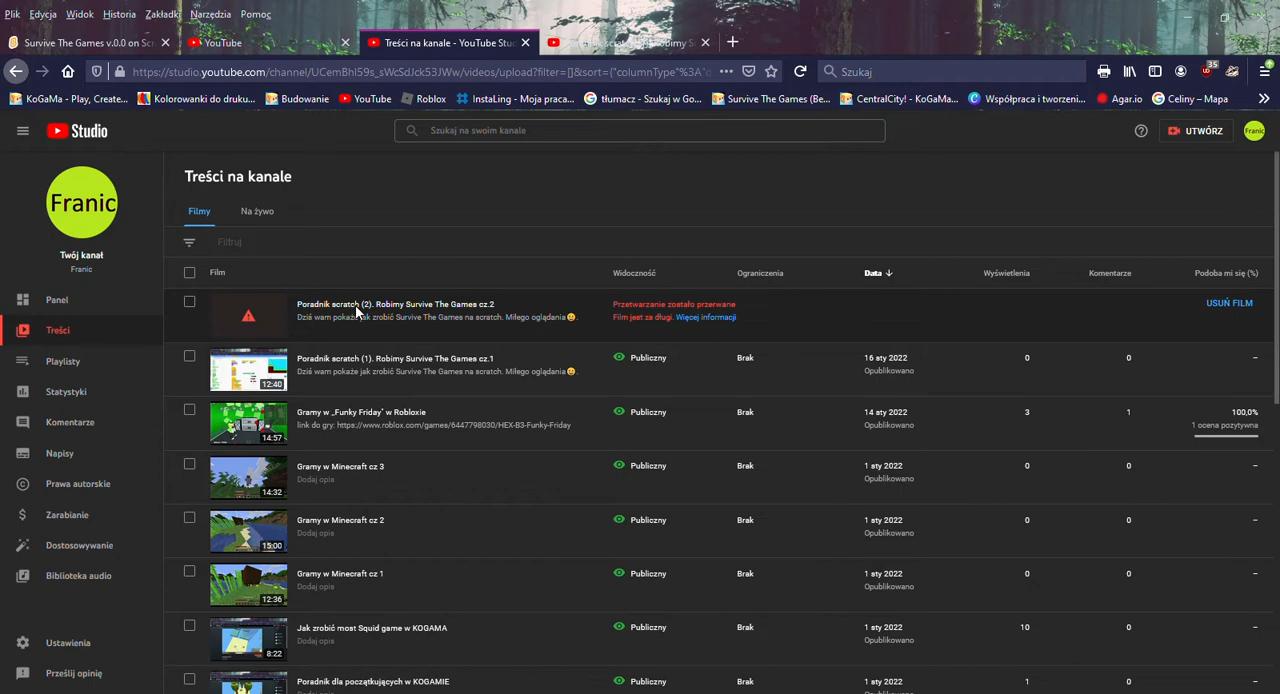 Plik Edycja Widok Historia Zakładki Narzędzia Pomoc
Survive The Games v.0.0 on Scr
YouTube
Treści na kanale - YouTube Stu
https://studio.youtube.com/channel/UCemBhI59s_sWcSdJck53JWw/videos/upload?filter=[]&sort={"columnType"%3A"d
Szukaj
35
KoGaMa - Play, Create...
Kolorowanki do druku...
Budowanie
YouTube
Roblox
InstaLing - Moja praca...
tłumacz - Szukaj w Go...
Survive The Games (Be...
CentralCity! - KoGaMa...
Współpraca i tworzeni...
Agar.io
Celiny – Mapa
Studio
Szukaj na swoim kanale
UTWÓRZ
Franic
Franic
Twój kanał
Franic
Panel
Treści
Playlisty
Statystyki
Komentarze
Napisy
Prawa autorskie
Zarabianie
Dostosowywanie
Biblioteka audio
Ustawienia
Prześlij opinię
Treści na kanale
Filmy Na żywo
Filtruj
Film Widoczność Ograniczenia Data Wyświetlenia Komentarze Podoba mi się (%)
Poradnik scratch (2). Robimy Survive The Games cz.2 Przetwarzanie zostało przerwane USUŃ FILM
Dziś wam pokaże jak zrobić Survive The Games na scratch. Miłego oglądania😀. Film jest za długi. Więcej informacji
Poradnik scratch (1). Robimy Survive The Games cz.1 Publiczny Brak 16 sty 2022 0 0 –
Dziś wam pokaże jak zrobić Survive The Games na scratch. Miłego oglądania😀. Opublikowano
12:40
Gramy w „Funky Friday" w Robloxie Publiczny Brak 14 sty 2022 3 1 100,0%
link do gry: https://www.roblox.com/games/6447798030/HEX-B3-Funky-Friday Opublikowano 1 ocena pozytywna
14:57
Gramy w Minecraft cz 3 Publiczny Brak 1 sty 2022 0 0 –
Dodaj opis Opublikowano
14:32
Gramy w Minecraft cz 2 Publiczny Brak 1 sty 2022 0 0 –
Dodaj opis Opublikowano
15:00
Gramy w Minecraft cz 1 Publiczny Brak 1 sty 2022 0 0 –
Dodaj opis Opublikowano
12:36
Jak zrobić most Squid game w KOGAMA Publiczny Brak 1 sty 2022 10 0 –
Dodaj opis Opublikowano
8:22
Poradnik dla początkujących w KOGAMIE Publiczny Brak 1 sty 2022 1 0 –